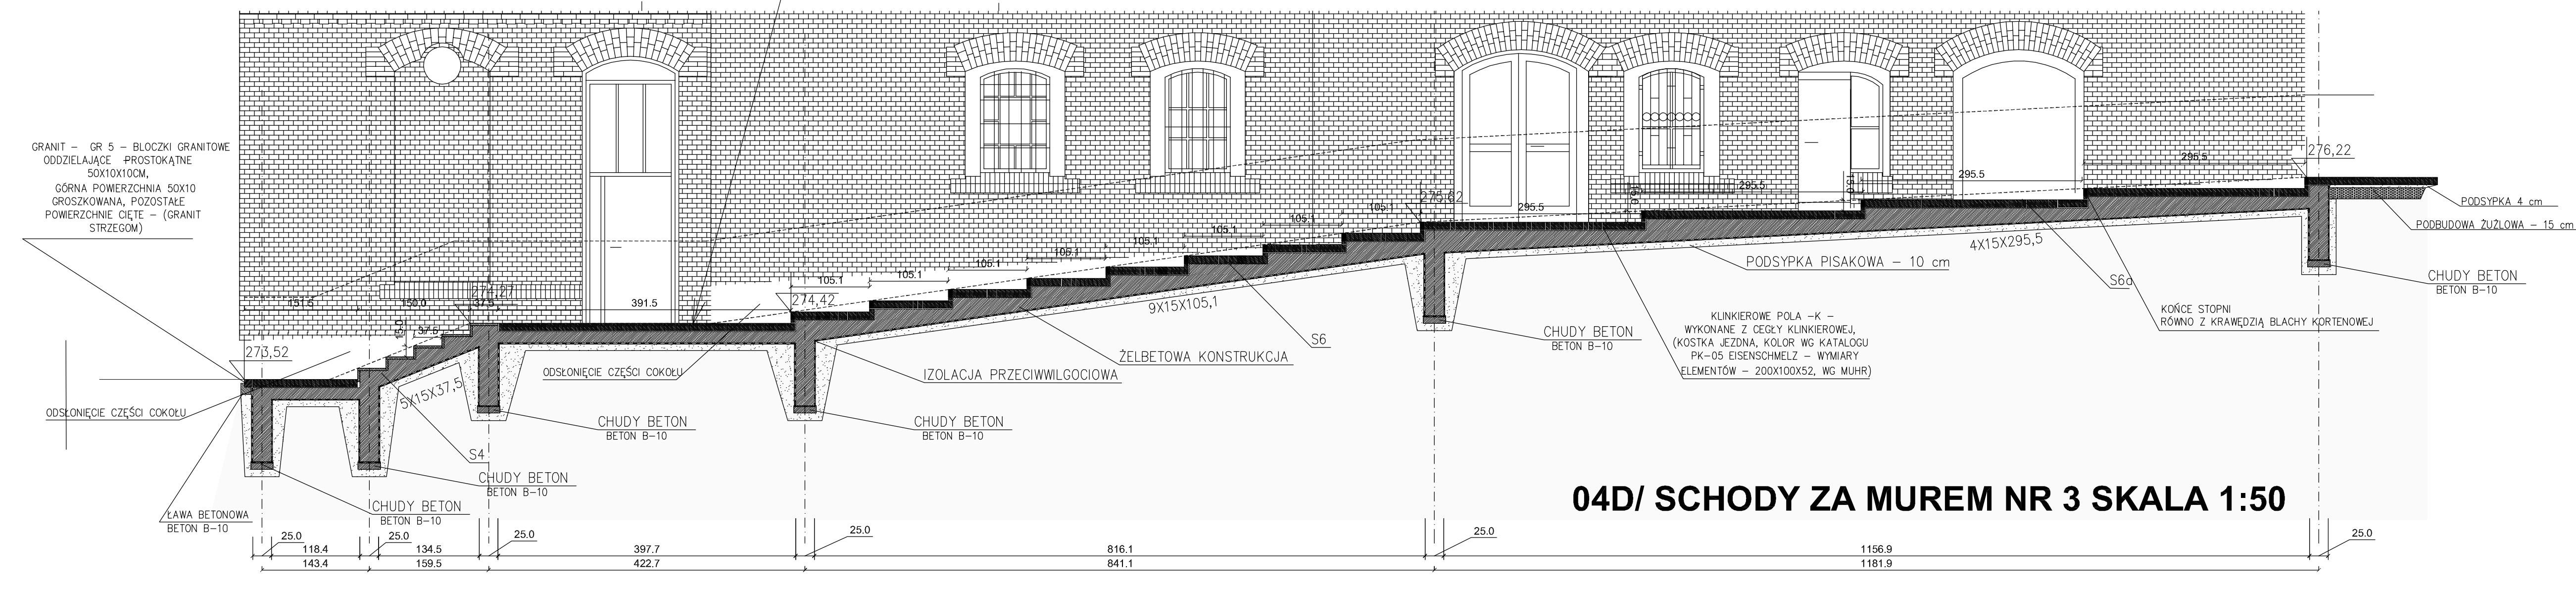 GRANIT – GR 5 – BLOCZKI GRANITOWE
ODDZIELAJĄCE PROSTOKĄTNE
50X10X10CM,
GÓRNA POWIERZCHNIA 50X10
GROSZKOWANA, POZOSTAŁE
POWIERZCHNIE CIĘTE – (GRANIT
STRZEGOM)
273,52
151.5
150.0
37.5
15.0
37.5
274,27
391.5
274,42
105.1
105.1
105.1
105.1
105.1
105.1
105.1
105.1
275,62
295.5
15.0
295.5
15.0
295.5
295.5
276,22
PODSYPKA 4 cm
PODBUDOWA ŻUŻLOWA – 15 cm
4X15X295,5
PODSYPKA PISAKOWA – 10 cm
9X15X105,1
5X15X37,5
S6a
S6
S4
KOŃCE STOPNI
RÓWNO Z KRAWĘDZIĄ BLACHY KORTENOWEJ
CHUDY BETON
BETON B–10
KLINKIEROWE POLA –K –
WYKONANE Z CEGŁY KLINKIEROWEJ,
(KOSTKA JEZDNA, KOLOR WG KATALOGU
PK–05 EISENSCHMELZ – WYMIARY
ELEMENTÓW – 200X100X52, WG MUHR)
CHUDY BETON
BETON B–10
ŻELBETOWA KONSTRUKCJA
IZOLACJA PRZECIWWILGOCIOWA
ODSŁONIĘCIE CZĘŚCI COKOŁU
ODSŁONIĘCIE CZĘŚCI COKOŁU
CHUDY BETON
BETON B–10
CHUDY BETON
BETON B–10
CHUDY BETON
BETON B–10
CHUDY BETON
BETON B–10
ŁAWA BETONOWA
BETON B–10
04D/ SCHODY ZA MUREM NR 3 SKALA 1:50
25.0
25.0
25.0
25.0
25.0
25.0
118.4
134.5
397.7
816.1
1156.9
143.4
159.5
422.7
841.1
1181.9